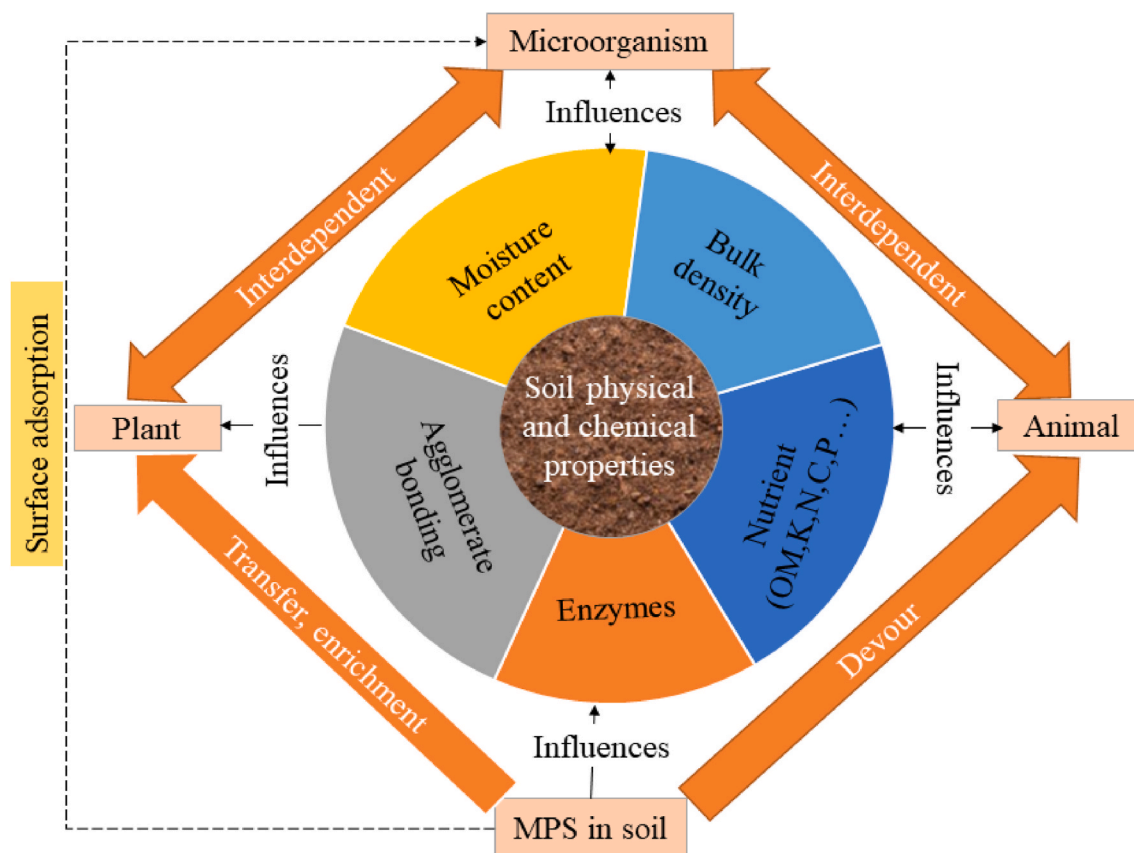 Microorganism
Influences
Interdependent
Interdependent
Moisture
content
Bulk
density
Surface adsorption
Soil physical
and chemical
properties
Plant
Influences
Influences
Animal
Agglomerate
bonding
Nutrient
(OM,K,N,C,P…)
Enzymes
Transfer, enrichment
Devour
Influences
MPS in soil